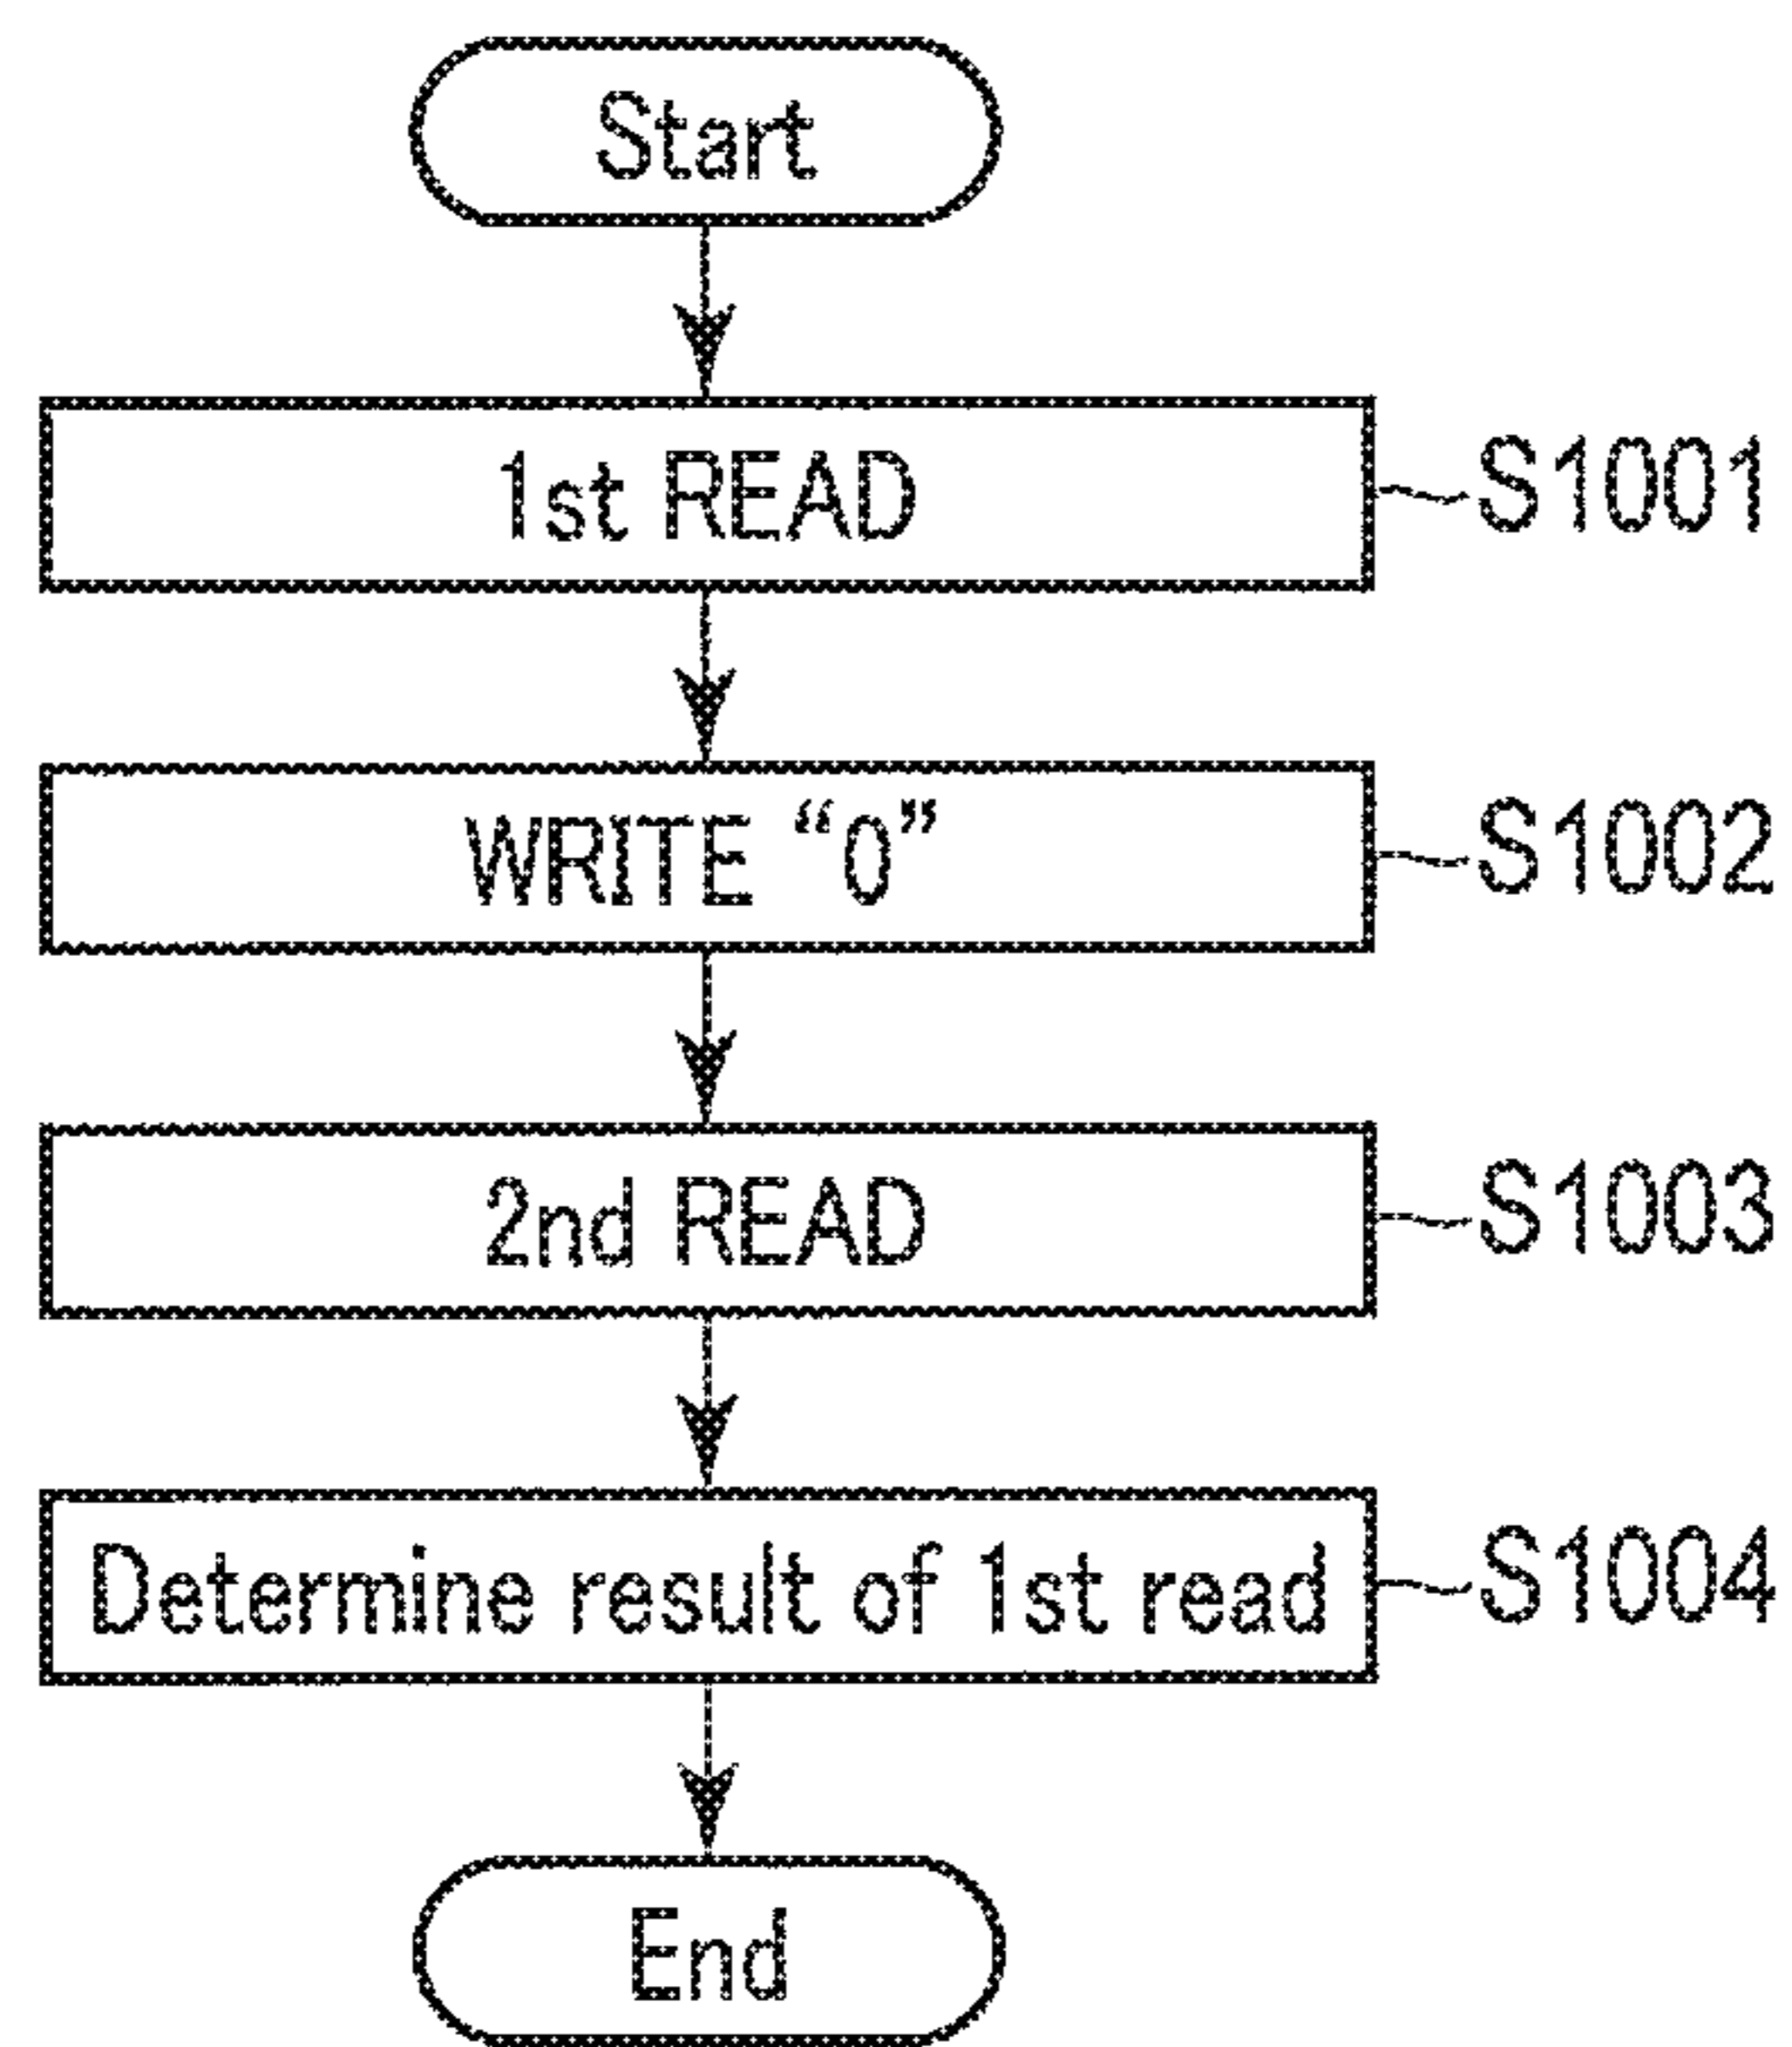 Start
1st READ
S1001
WRITE “0”
S1002
2nd READ
S1003
Determine result of 1st read
S1004
End